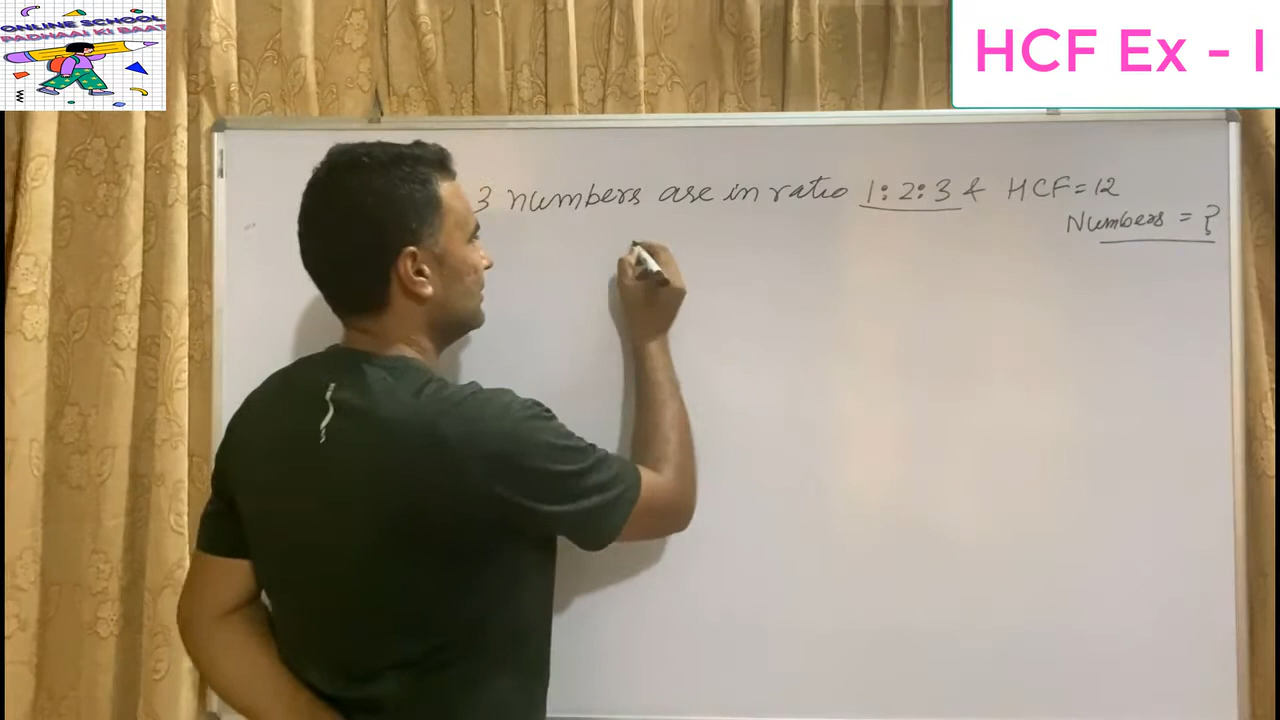 ONLINE SCHOOL
PADHAAI KI BAAT
HCF Ex - I
3 numbers are in ratio 1:2:3 & HCF=12
Numbers = ?